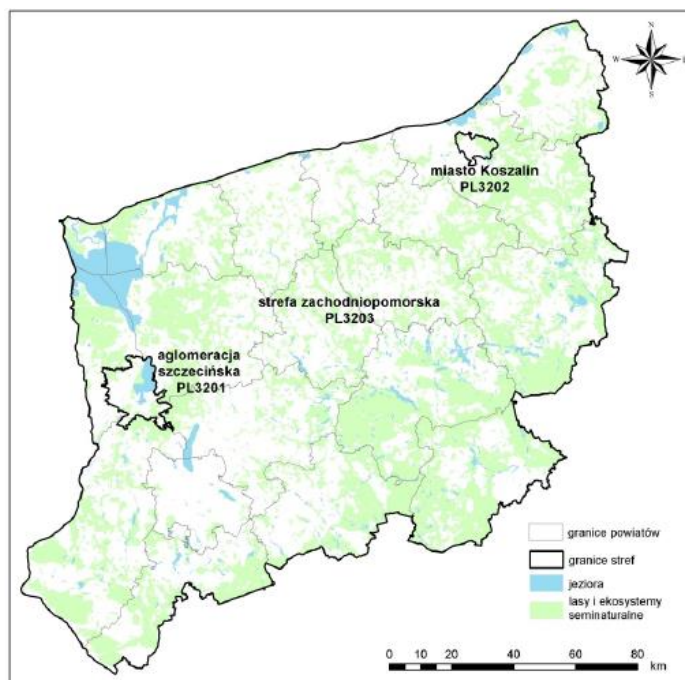 N
W
E
S
miasto Koszalin
PL3202
strefa zachodniopomorska
PL3203
aglomeracja
szczecińska
PL3201
granice powiatów
granice stref
jeziora
lasy i ekosystemy
seminaturalne
0 10 20 40 60 80
km